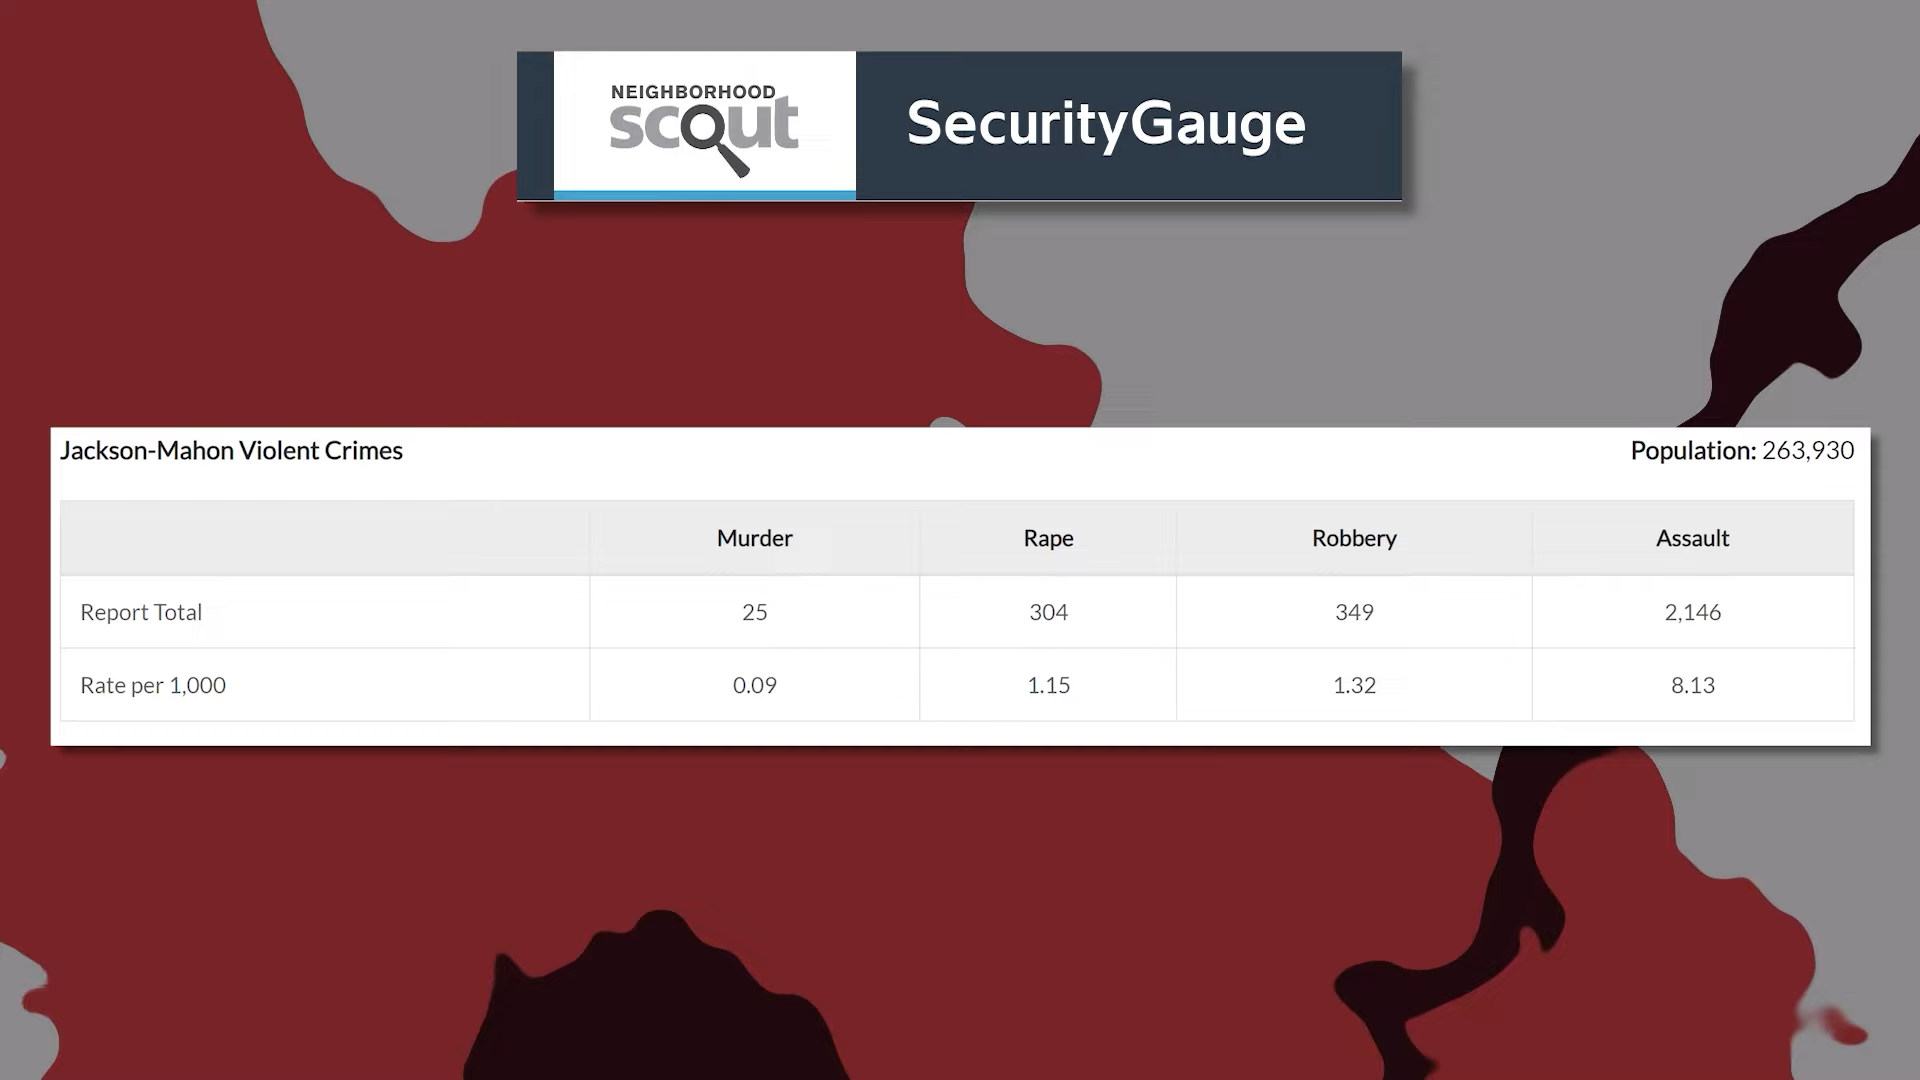 NEIGHBORHOOD
scout
SecurityGauge
Jackson-Mahon Violent Crimes
Population: 263,930
Murder Rape Robbery Assault
Report Total 25 304 349 2,146
Rate per 1,000 0.09 1.15 1.32 8.13